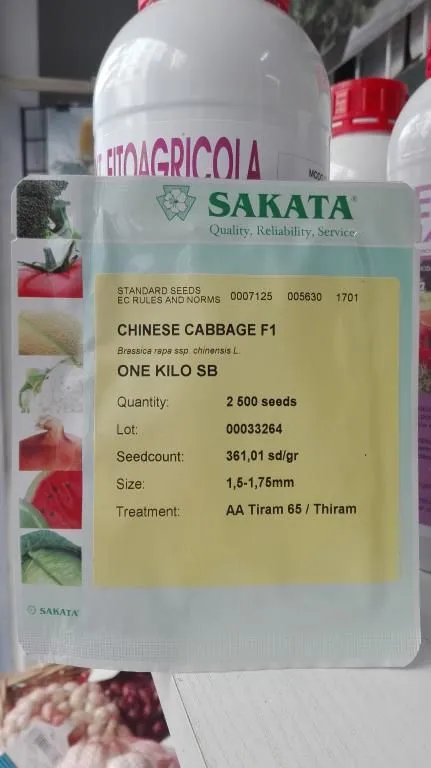 FITOAGRICOLA
SAKATA®
Quality, Reliability, Service
STANDARD SEEDS
EC RULES AND NORMS 0007125 005630 1701
CHINESE CABBAGE F1
Brassica rapa ssp. chinensis L.
ONE KILO SB
Quantity: 2 500 seeds
Lot: 00033264
Seedcount: 361,01 sd/gr
Size: 1,5-1,75mm
Treatment: AA Tiram 65 / Thiram
SAKATA®